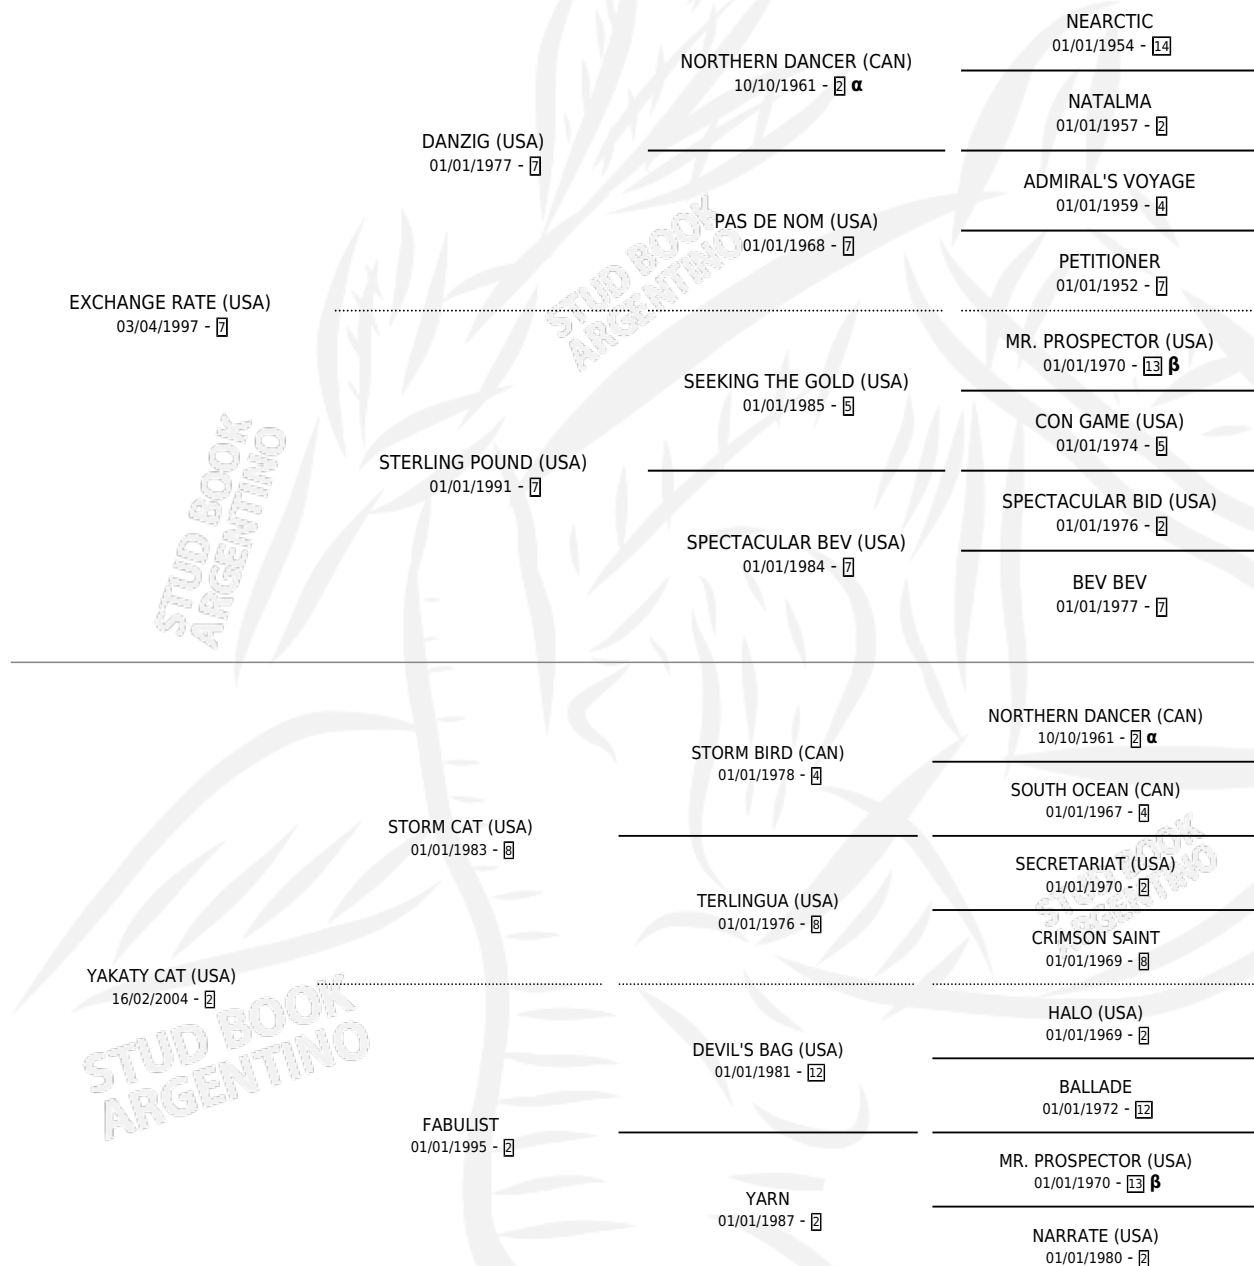 NEARCTIC
01/01/1954 - 14
NORTHERN DANCER (CAN)
10/10/1961 - 2 α
NATALMA
01/01/1957 - 2
DANZIG (USA)
01/01/1977 - 7
ADMIRAL'S VOYAGE
01/01/1959 - 4
PAS DE NOM (USA)
01/01/1968 - 7
PETITIONER
01/01/1952 - 7
EXCHANGE RATE (USA)
03/04/1997 - 7
MR. PROSPECTOR (USA)
01/01/1970 - 13 β
SEEKING THE GOLD (USA)
01/01/1985 - 5
CON GAME (USA)
01/01/1974 - 5
STERLING POUND (USA)
01/01/1991 - 7
SPECTACULAR BID (USA)
01/01/1976 - 2
SPECTACULAR BEV (USA)
01/01/1984 - 7
BEV BEV
01/01/1977 - 7
NORTHERN DANCER (CAN)
10/10/1961 - 2 α
STORM BIRD (CAN)
01/01/1978 - 4
SOUTH OCEAN (CAN)
01/01/1967 - 4
STORM CAT (USA)
01/01/1983 - 8
SECRETARIAT (USA)
01/01/1970 - 2
TERLINGUA (USA)
01/01/1976 - 8
CRIMSON SAINT
01/01/1969 - 8
YAKATY CAT (USA)
16/02/2004 - 2
HALO (USA)
01/01/1969 - 2
DEVIL'S BAG (USA)
01/01/1981 - 12
BALLADE
01/01/1972 - 12
FABULIST
01/01/1995 - 2
MR. PROSPECTOR (USA)
01/01/1970 - 13 β
YARN
01/01/1987 - 2
NARRATE (USA)
01/01/1980 - 2
STUD BOOK
ARGENTINO
STUD BOOK
ARGENTINO
STUD BOOK
ARGENTINO
STUD BOOK
ARGENTINO